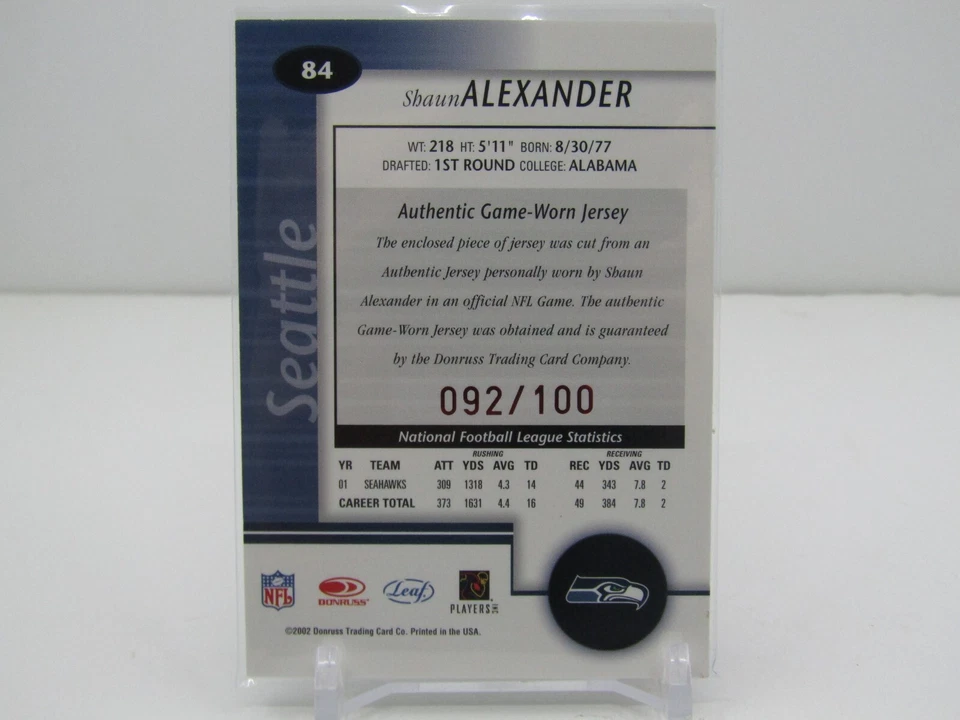 84
Shaun ALEXANDER
Seattle
WT: 218 HT: 5'11" BORN: 8/30/77
DRAFTED: 1ST ROUND COLLEGE: ALABAMA
Authentic Game-Worn Jersey
The enclosed piece of jersey was cut from an
Authentic Jersey personally worn by Shaun
Alexander in an official NFL Game. The authentic
Game-Worn Jersey was obtained and is guaranteed
by the Donruss Trading Card Company.
092/100
National Football League Statistics
RUSHING RECEIVING
YR TEAM ATT YDS AVG TD REC YDS AVG TD
01 SEAHAWKS 309 1318 4.3 14 44 343 7.8 2
CAREER TOTAL 373 1631 4.4 16 49 384 7.8 2
NFL DONRUSS Leaf PLAYERS INC
©2002 Donruss Trading Card Co. Printed in the USA.